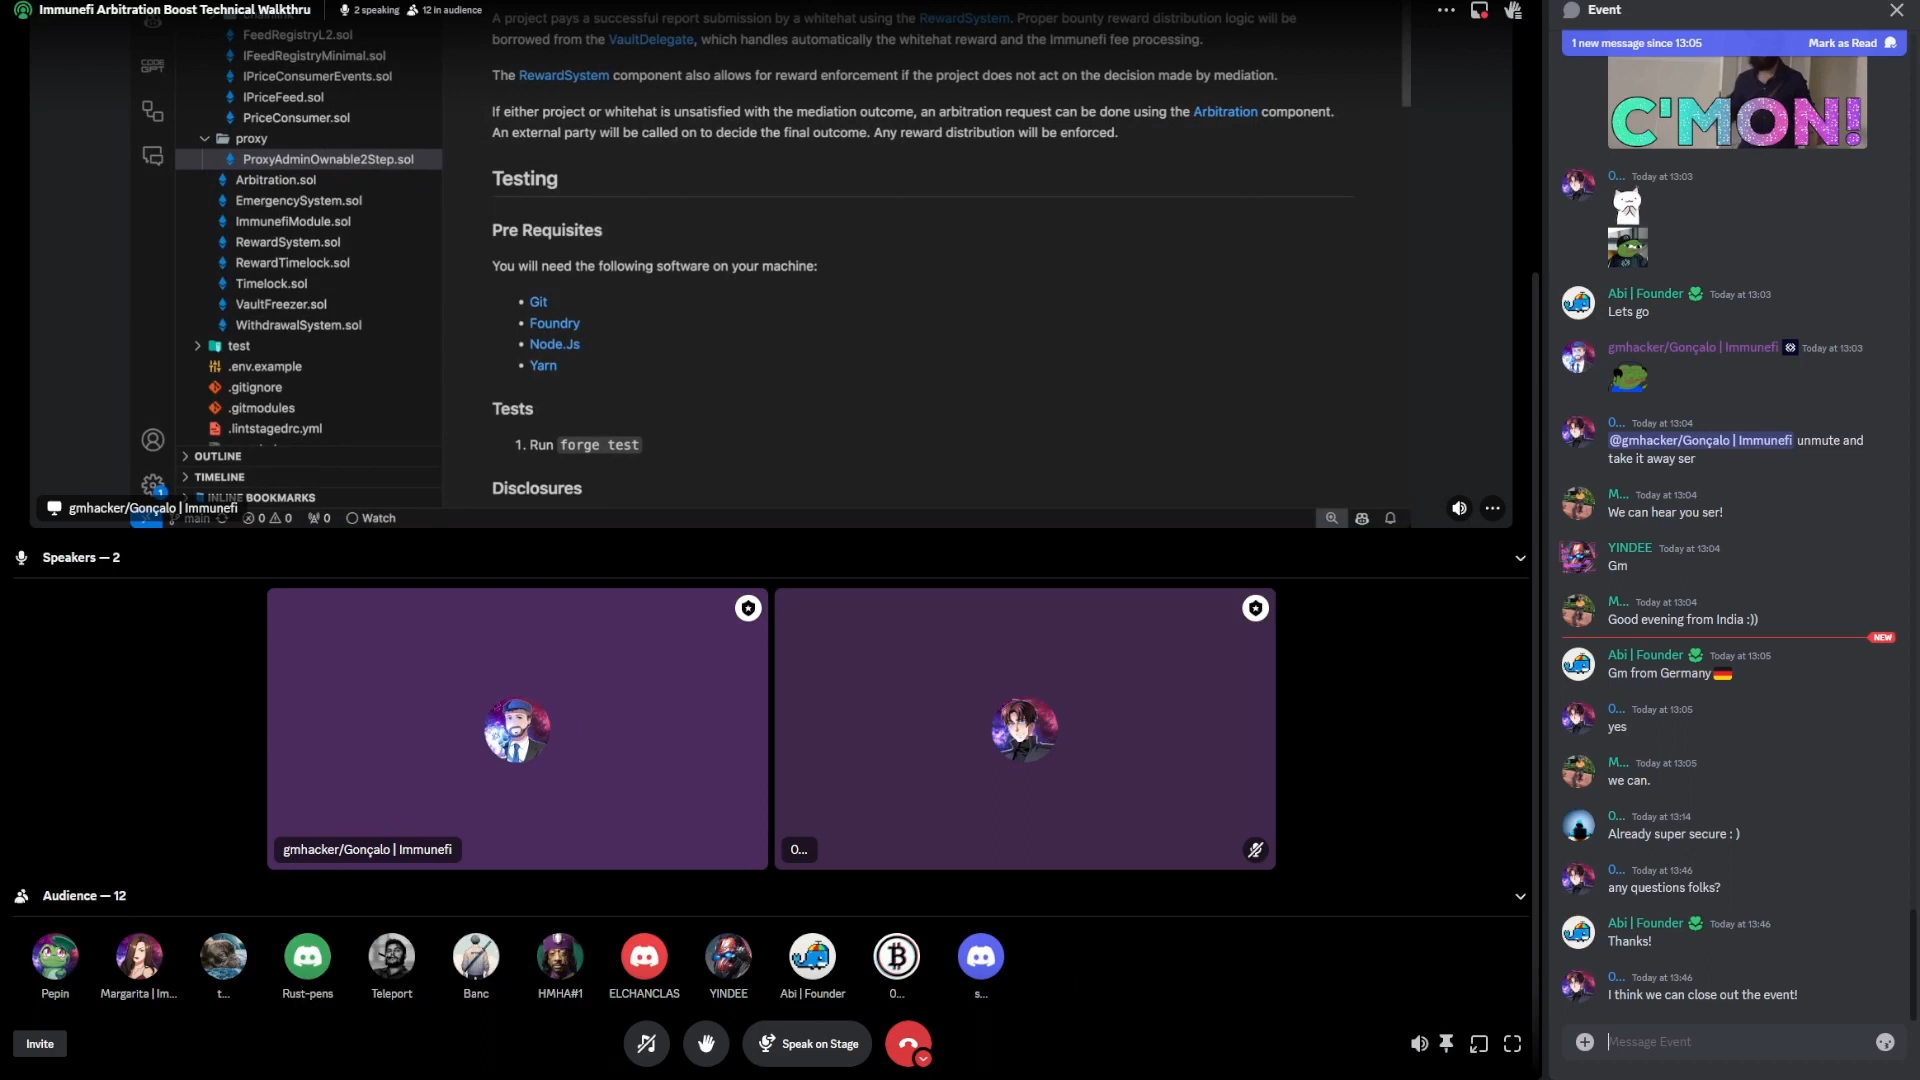 Immunefi Arbitration Boost Technical Walkthru
2 speaking
12 in audience
FeedRegistryL2.sol
IFeedRegistryMinimal.sol
IPriceConsumerEvents.sol
IPriceFeed.sol
PriceConsumer.sol
proxy
ProxyAdminOwnable2Step.sol
Arbitration.sol
EmergencySystem.sol
ImmunefiModule.sol
RewardSystem.sol
RewardTimelock.sol
Timelock.sol
VaultFreezer.sol
WithdrawalSystem.sol
test
.env.example
.gitignore
.gitmodules
.lintstagedrc.yml
OUTLINE
TIMELINE
INLINE BOOKMARKS
gmhacker/Gonçalo | Immunefi
main
0 0
0
Watch
A project pays a successful report submission by a whitehat using the RewardSystem. Proper bounty reward distribution logic will be
borrowed from the VaultDelegate, which handles automatically the whitehat reward and the Immunefi fee processing.
The RewardSystem component also allows for reward enforcement if the project does not act on the decision made by mediation.
If either project or whitehat is unsatisfied with the mediation outcome, an arbitration request can be done using the Arbitration component.
An external party will be called on to decide the final outcome. Any reward distribution will be enforced.
Testing
Pre Requisites
You will need the following software on your machine:
• Git
• Foundry
• Node.Js
• Yarn
Tests
1. Run forge test
Disclosures
Speakers — 2
gmhacker/Gonçalo | Immunefi
0...
Audience — 12
Pepin
Margarita | Im...
t...
Rust-pens
Teleport
Banc
HMHA#1
ELCHANCLAS
YINDEE
Abi | Founder
0...
s...
Invite
Speak on Stage
Event
1 new message since 13:05
Mark as Read
C'MON!
0... Today at 13:03
Abi | Founder Today at 13:03
Lets go
gmhacker/Gonçalo | Immunefi Today at 13:03
0... Today at 13:04
@gmhacker/Gonçalo | Immunefi unmute and
take it away ser
M... Today at 13:04
We can hear you ser!
YINDEE Today at 13:04
Gm
M... Today at 13:04
Good evening from India :))
NEW
Abi | Founder Today at 13:05
Gm from Germany
0... Today at 13:05
yes
M... Today at 13:05
we can.
0... Today at 13:14
Already super secure : )
0... Today at 13:46
any questions folks?
Abi | Founder Today at 13:46
Thanks!
0... Today at 13:46
I think we can close out the event!
Message Event